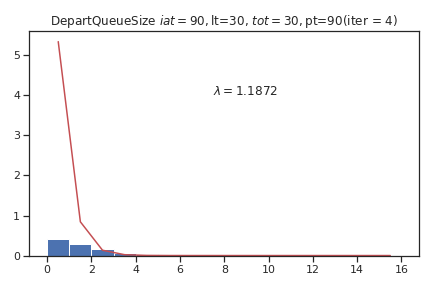 DepartQueueSize iat = 90, lt=30, tot = 30, pt=90(iter = 4)
λ = 1.1872
5
4
3
2
1
0
0 2 4 6 8 10 12 14 16